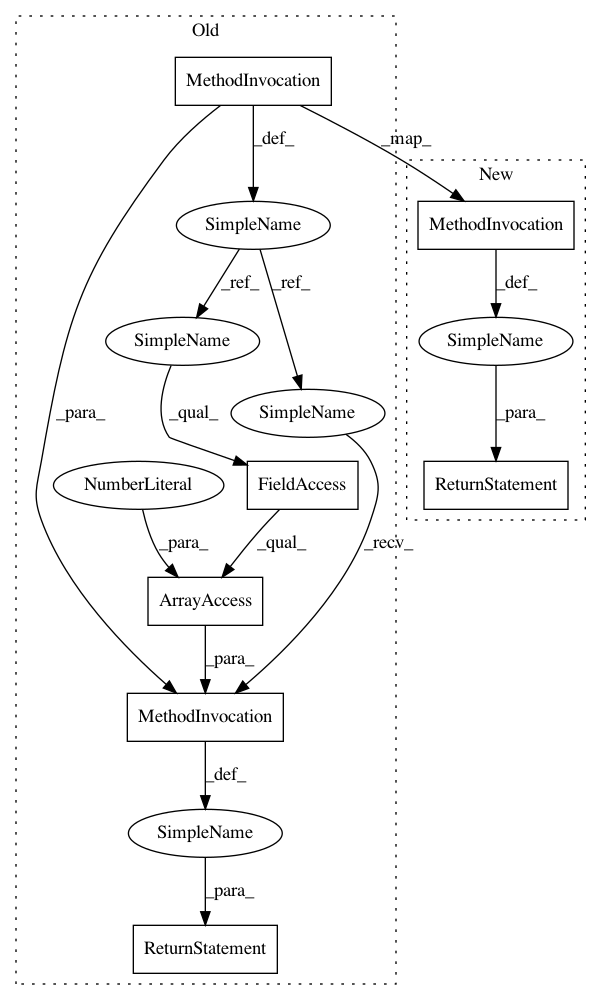 Old
MethodInvocation
_def_
_map_
New
SimpleName
MethodInvocation
_ref_
_ref_
_def_
SimpleName
SimpleName
_para_
_qual_
SimpleName
_para_
NumberLiteral
FieldAccess
ReturnStatement
_para_
_qual_
_recv_
ArrayAccess
_para_
MethodInvocation
_def_
SimpleName
_para_
ReturnStatement